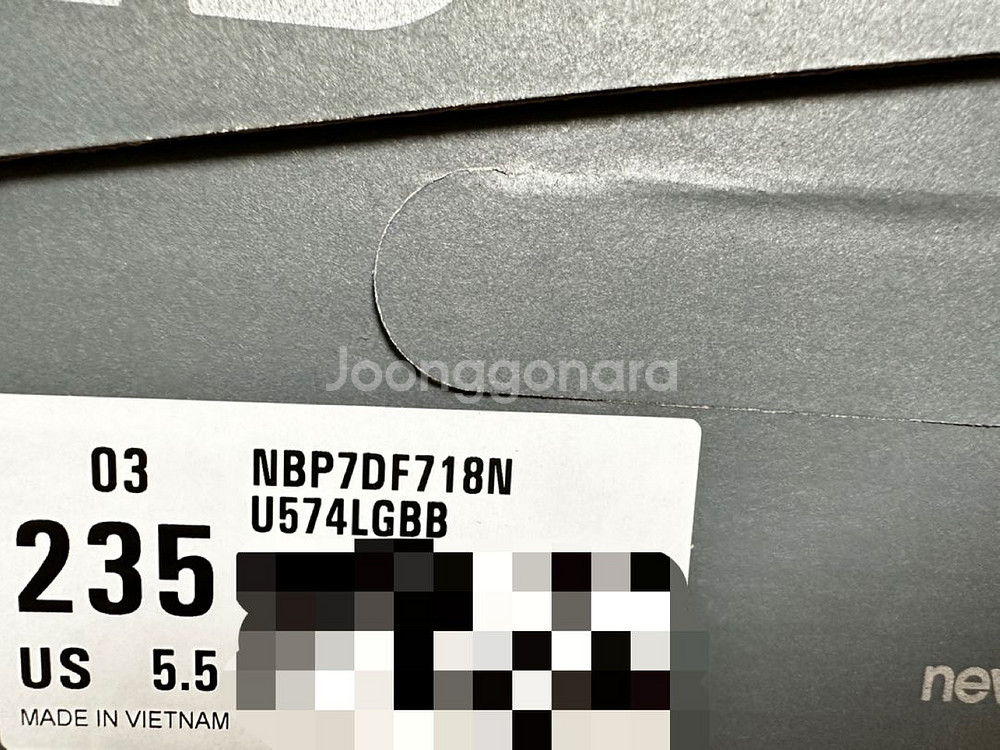 Joonggonara
03
NBP7DF718N
U574LGBB
235
US 5.5
MADE IN VIETNAM
new